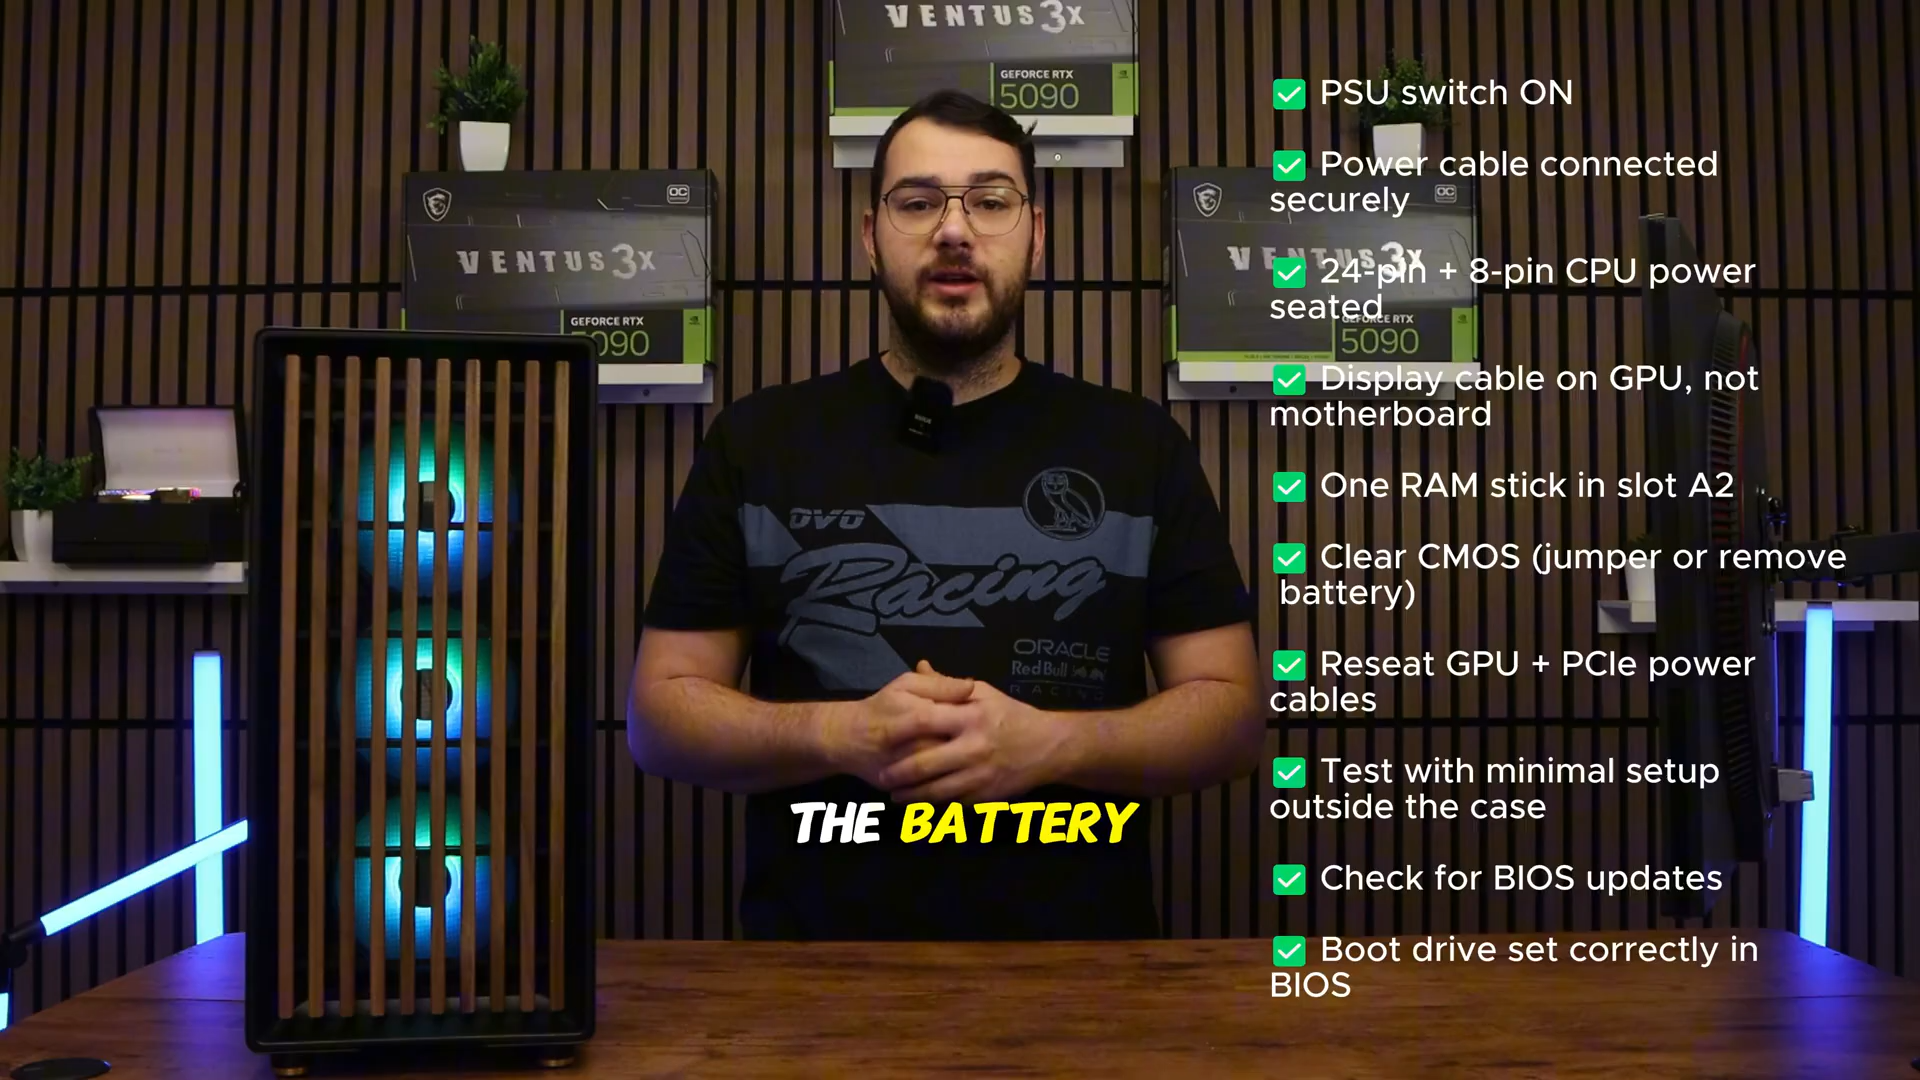 VENTUS 3X
GEFORCE RTX
5090
OC
VENTUS 3X
GEFORCE RTX
5090
OC
VENTUS 3X
GEFORCE RTX
5090
OVO
Racing
ORACLE
Red Bull
RACING
THE BATTERY
✅ PSU switch ON
✅ Power cable connected
securely
✅ 24-pin + 8-pin CPU power
seated
✅ Display cable on GPU, not
motherboard
✅ One RAM stick in slot A2
✅ Clear CMOS (jumper or remove
battery)
✅ Reseat GPU + PCIe power
cables
✅ Test with minimal setup
outside the case
✅ Check for BIOS updates
✅ Boot drive set correctly in
BIOS